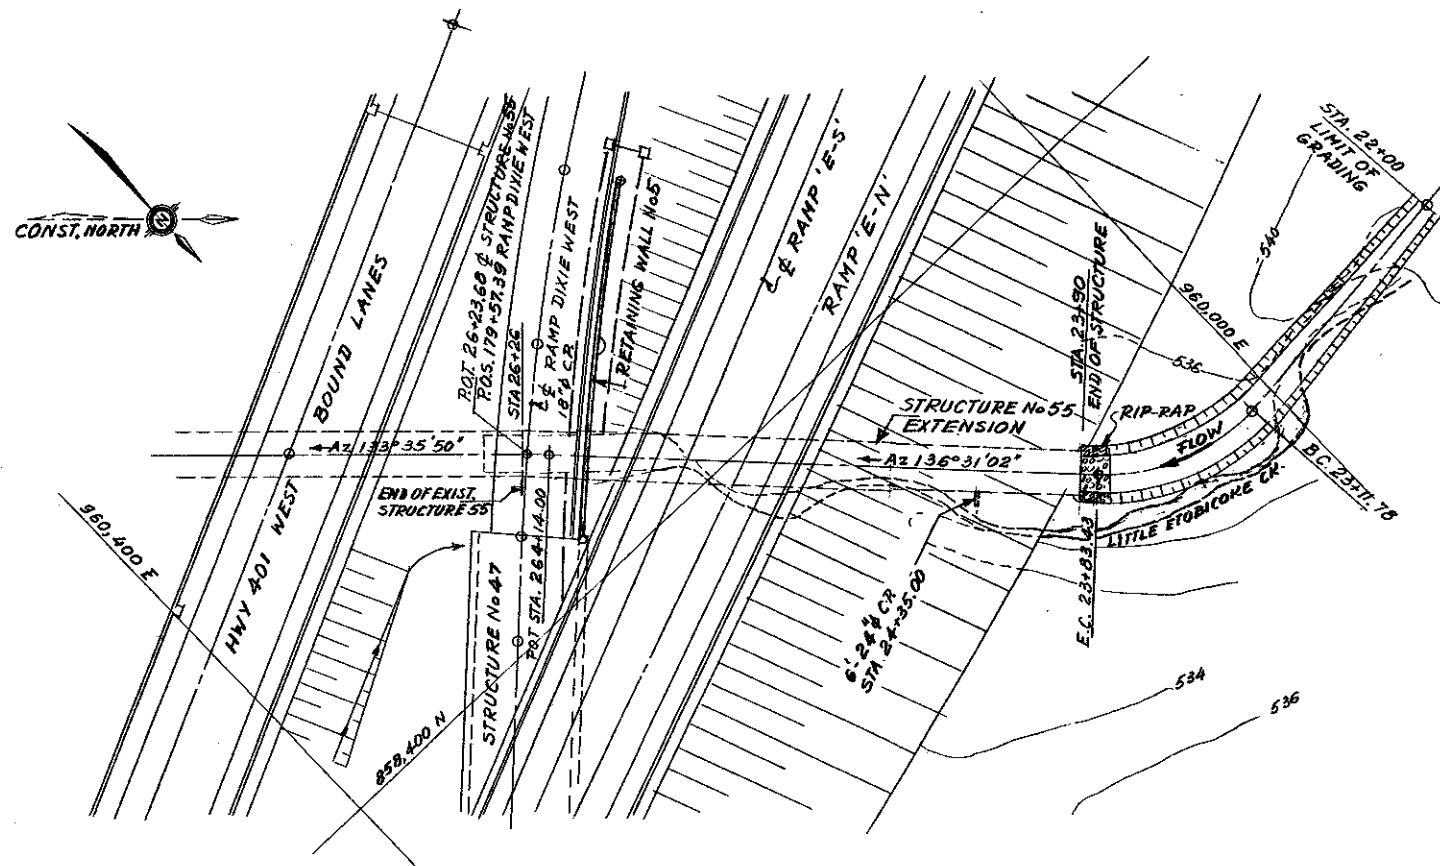 CONST. NORTH
N
HWY 401 WEST BOUND LANES
960,400 E
Az 133° 35' 50"
END OF EXIST.
STRUCTURE 55
P.O.T. 26+23.68 ⅊ STRUCTURE No 55
P.O.S. 179+57.39 RAMP DIXIE WEST
STA 26+26
℄ RAMP DIXIE WEST
18"ϕ C.P.
RETAINING WALL No 5
STRUCTURE No 47
P.O.T STA. 264+14.00
858,400 N
℄ RAMP 'E-S'
RAMP 'E-N'
STRUCTURE No 55
EXTENSION
Az 136° 31' 02"
6'-24"ϕ C.P.
STA. 24+35.00
STA. 23+90
END OF STRUCTURE
RIP-RAP
FLOW
E.C. 23+83.43
LITTLE ETOBICOKE CK.
960,000 E
B.C. 23+11.78
STA. 22+00
LIMIT OF
GRADING
540
536
534
536